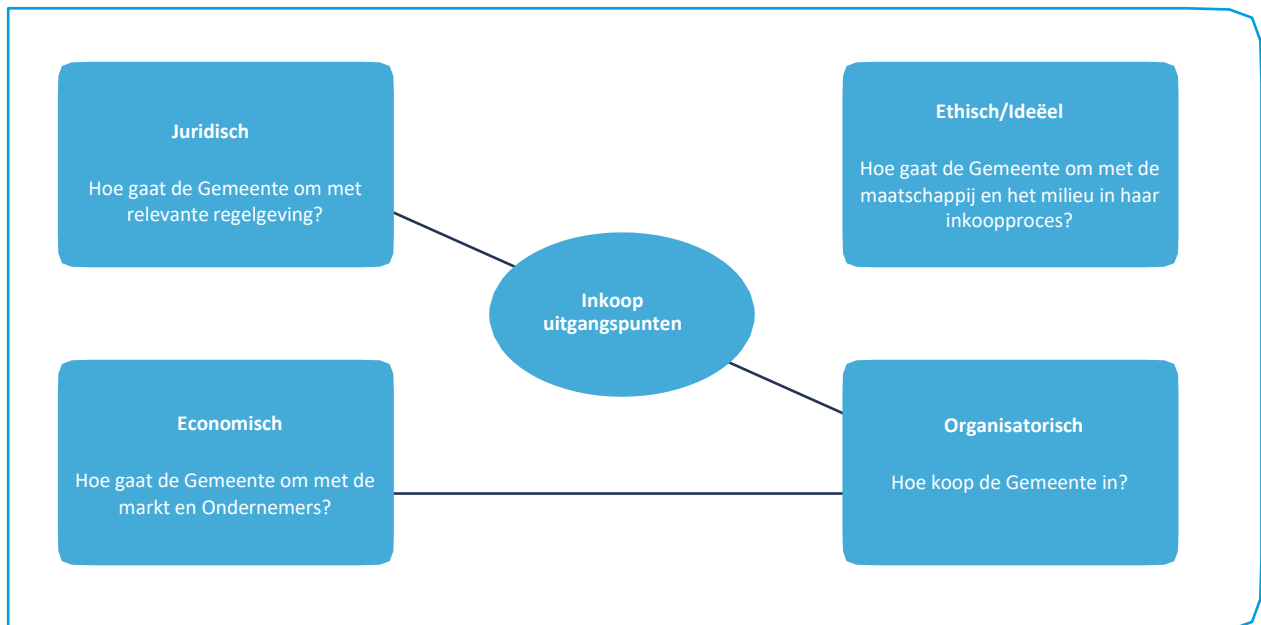 Juridisch
Hoe gaat de Gemeente om met
relevante regelgeving?
Ethisch/Ideëel
Hoe gaat de Gemeente om met de
maatschappij en het milieu in haar
inkoopproces?
Inkoop
uitgangspunten
Economisch
Hoe gaat de Gemeente om met de
markt en Ondernemers?
Organisatorisch
Hoe koop de Gemeente in?